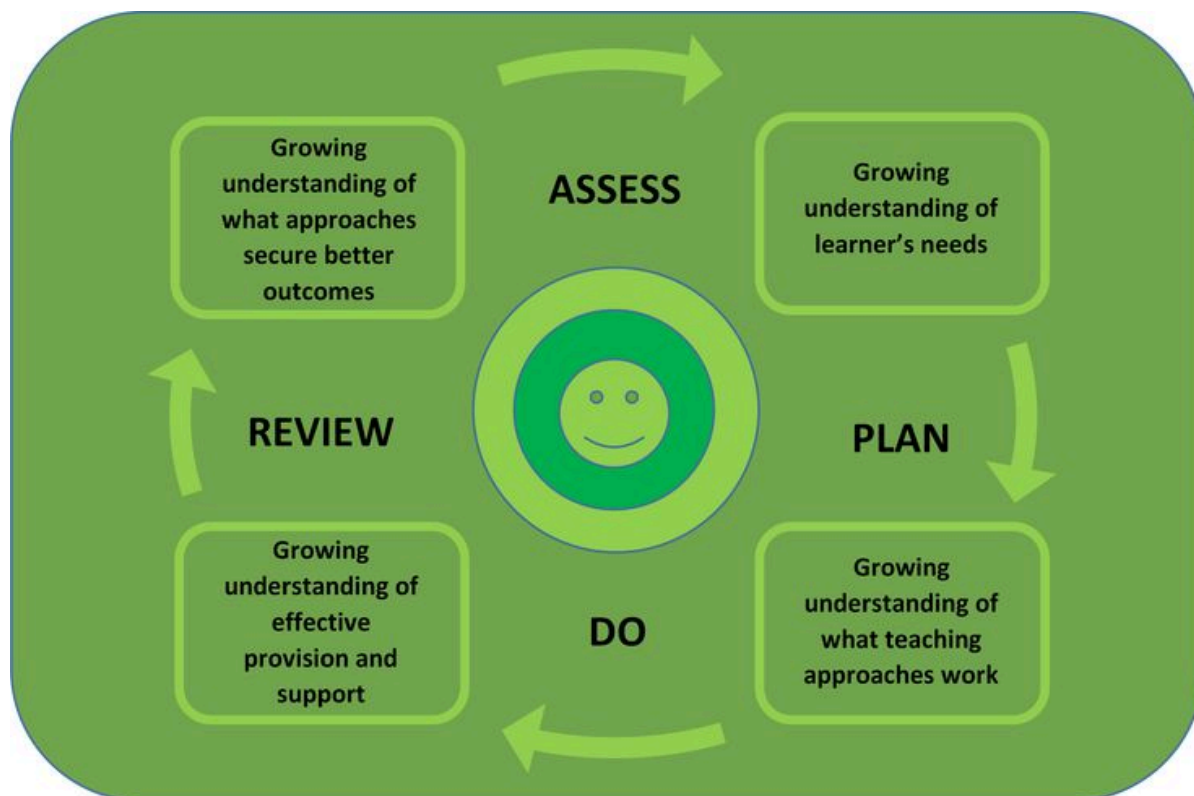 Growing
understanding of
what approaches
secure better
outcomes
ASSESS
Growing
understanding of
learner’s needs
REVIEW
PLAN
Growing
understanding of
effective
provision and
support
DO
Growing
understanding of
what teaching
approaches work